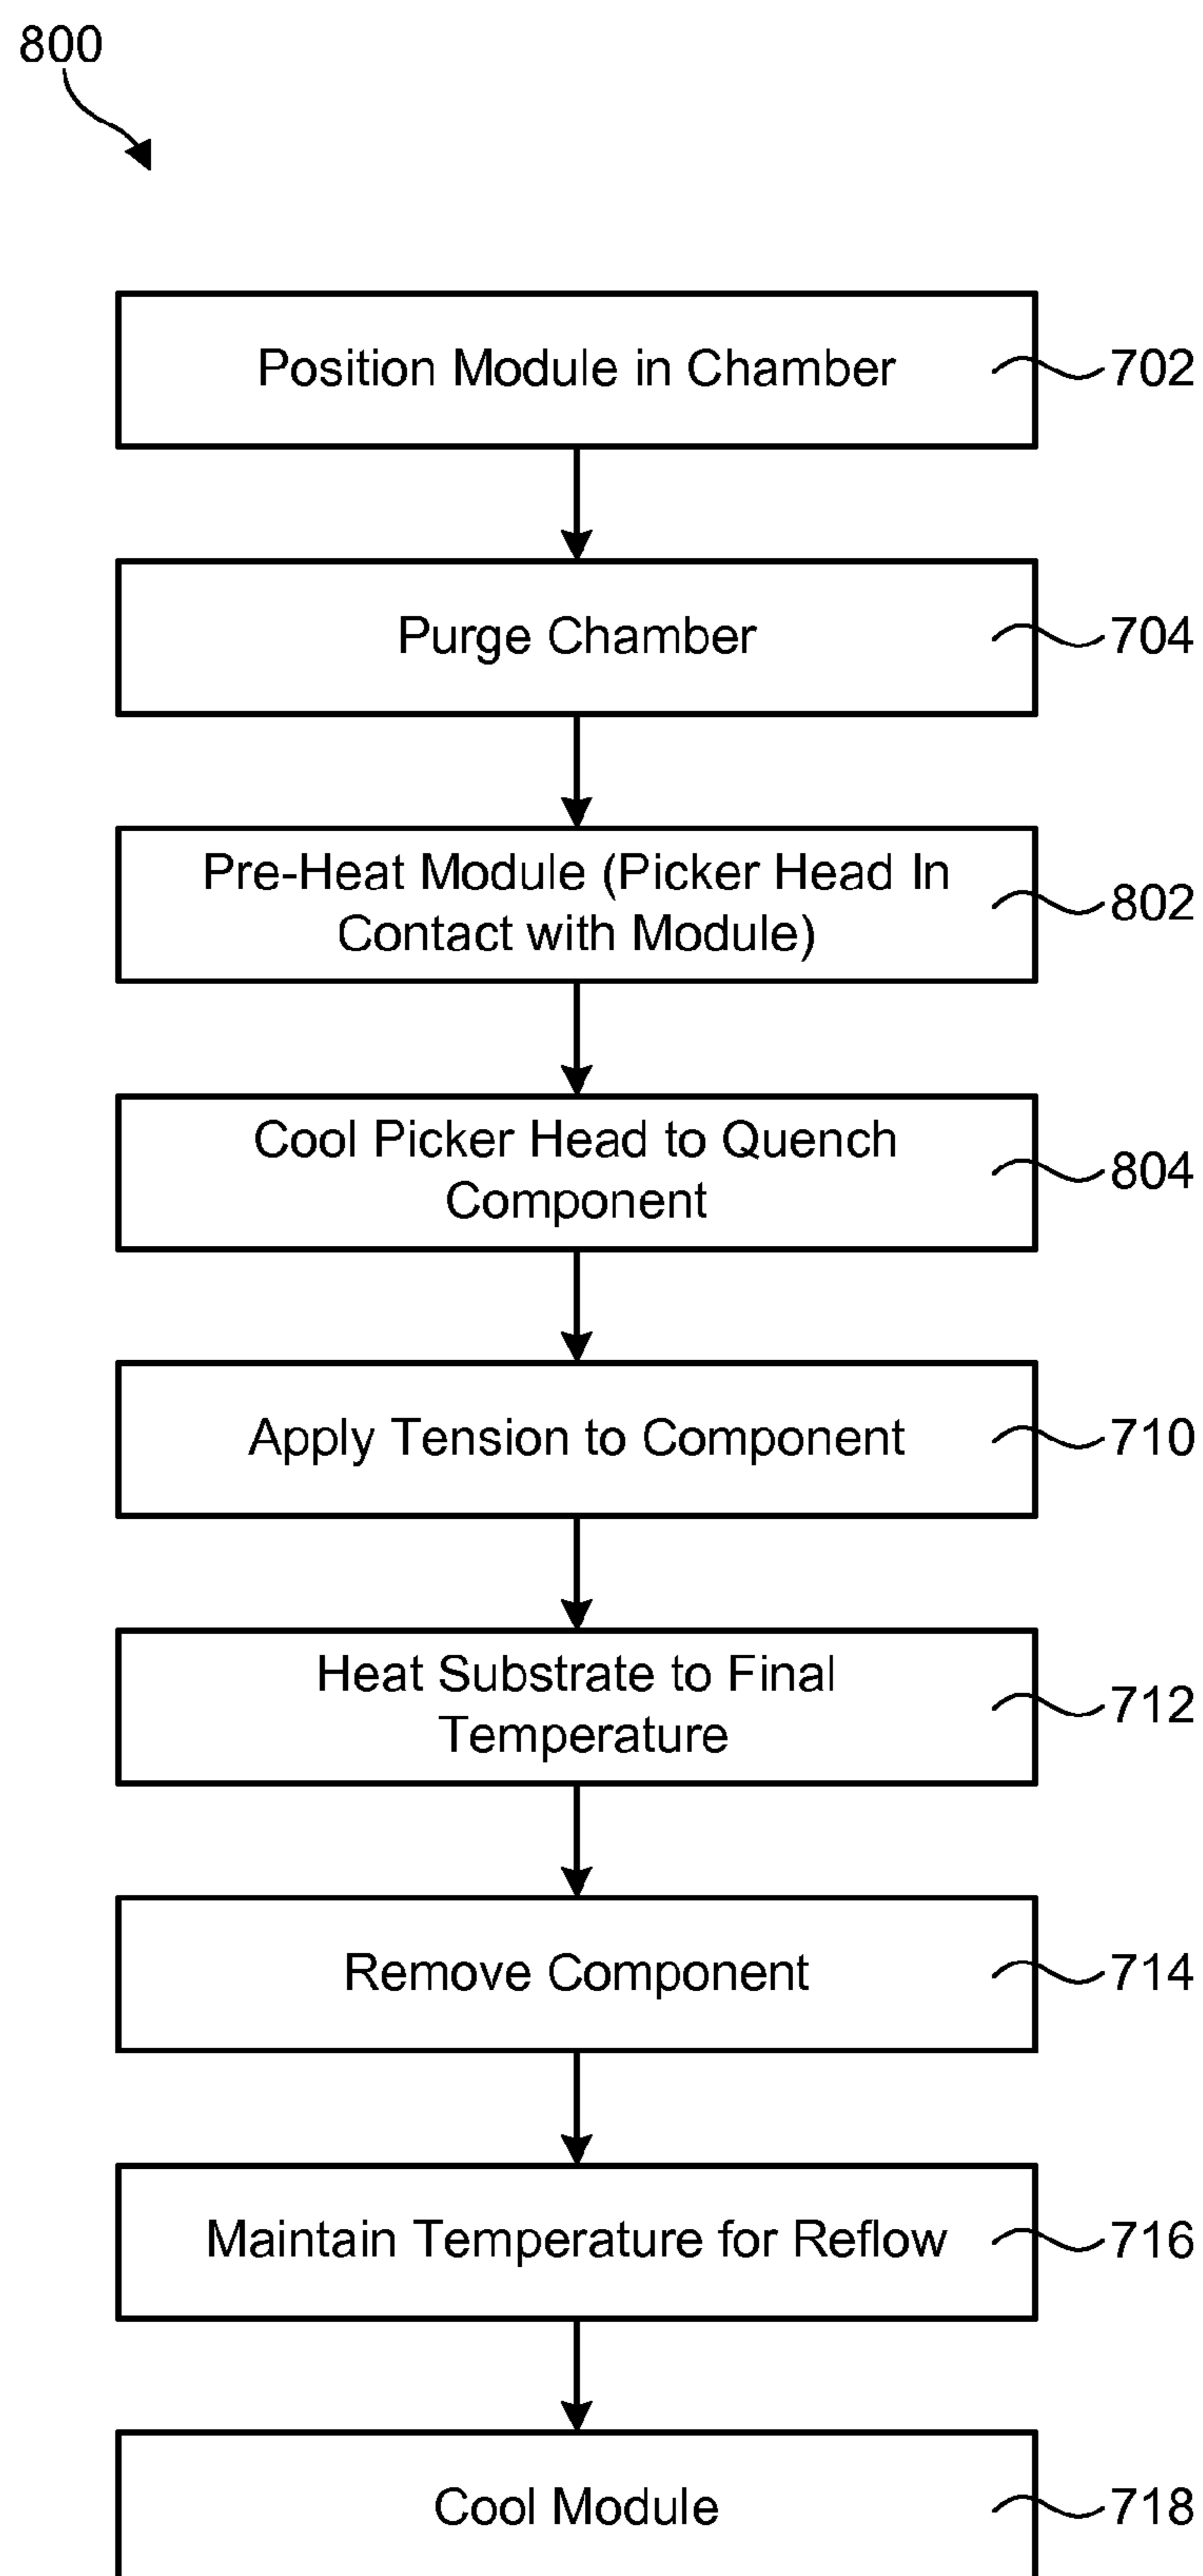 800
Position Module in Chamber
702
Purge Chamber
704
Pre-Heat Module (Picker Head In
Contact with Module)
802
Cool Picker Head to Quench
Component
804
Apply Tension to Component
710
Heat Substrate to Final
Temperature
712
Remove Component
714
Maintain Temperature for Reflow
716
Cool Module
718